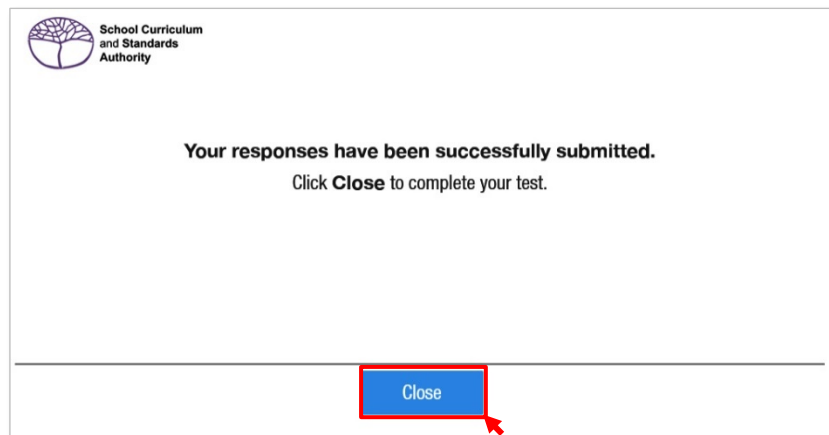 School Curriculum
and Standards
Authority
Your responses have been successfully submitted.
Click Close to complete your test.
Close